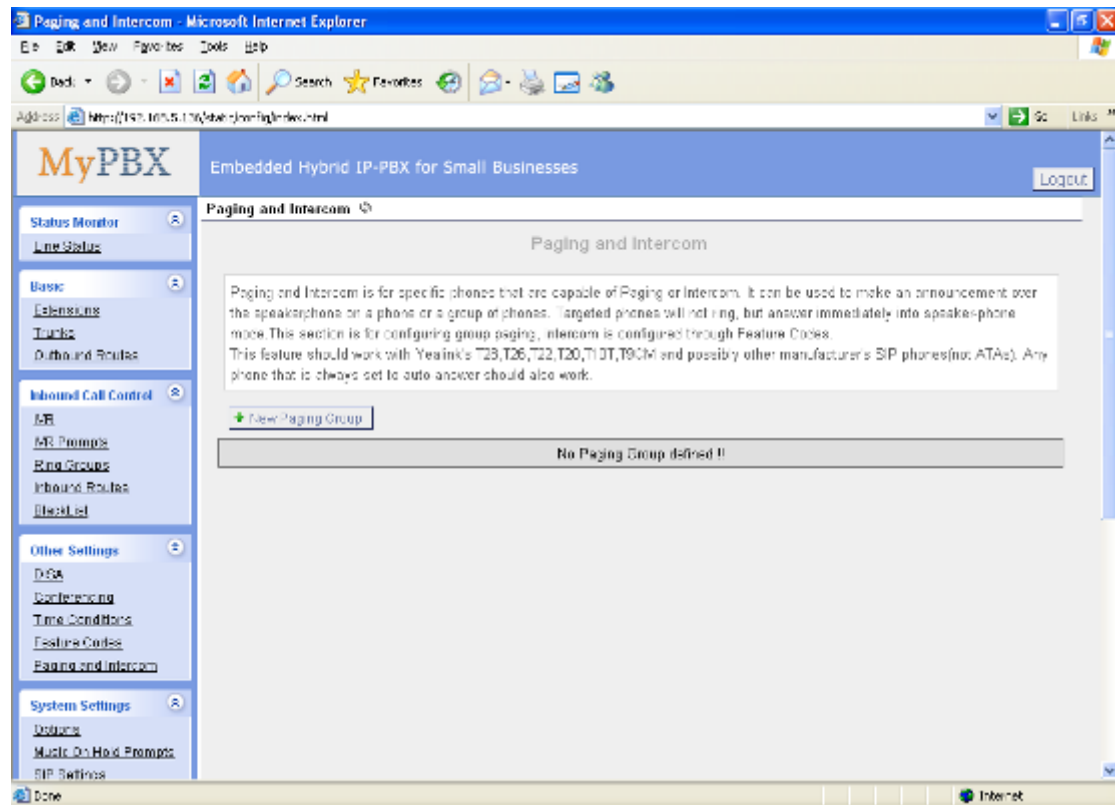 Paging and Intercom - Microsoft Internet Explorer
File Edit View Favorites Tools Help
Back Search Favorites
Address Go Links »
MyPBX
Embedded Hybrid IP-PBX for Small Businesses
Logout
Status Monitor
Line Status
Basic
Extensions
Trunks
Outbound Routes
Inbound Call Control
IVR
IVR Prompts
Ring Groups
Inbound Routes
BlackList
Other Settings
DISA
Conferencing
Time Conditions
Feature Codes
Paging and Intercom
System Settings
Options
Music On Hold Prompts
SIP Settings
Paging and Intercom
Paging and Intercom
Paging and Intercom is for specific phones that are capable of Paging or Intercom. It can be used to make an announcement over
the speakerphone on a phone or a group of phones. Targeted phones will not ring, but answer immediately into speaker-phone
mode.This section is for configuring group paging, intercom is configured through Feature Codes.
This feature should work with Yealink's T28,T26,T22,T20, and possibly other manufacturer's SIP phones(not ATAs). Any
phone that is always set to auto answer should also work.
New Paging Group
No Paging Group defined !!
Done
Internet